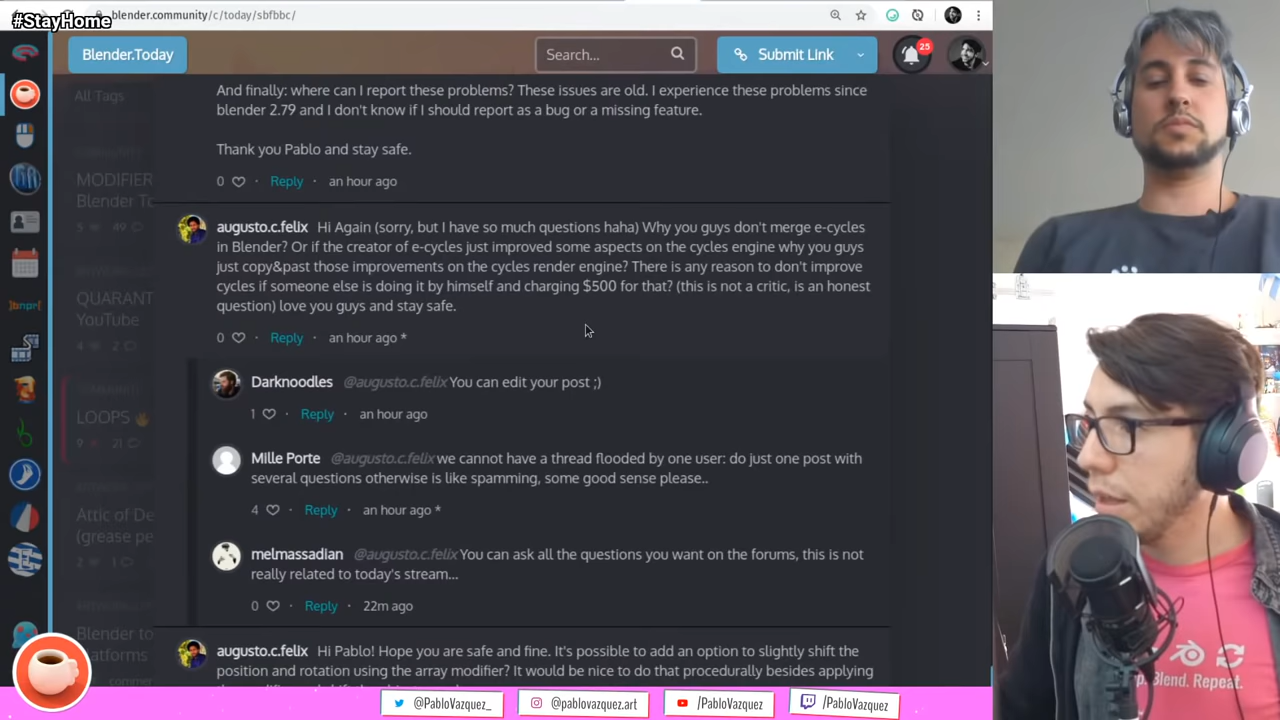 #StayHome
blender.community/c/today/sbfbbc/
Blender.Today
Search...
Submit Link
25
All Tags
And finally: where can I report these problems? These issues are old. I experience these problems since
blender 2.79 and I don't know if I should report as a bug or a missing feature.
Thank you Pablo and stay safe.
0 · Reply · an hour ago
MODIFIER
Blender To
5 49
augusto.c.felix Hi Again (sorry, but I have so much questions haha) Why you guys don't merge e-cycles
in Blender? Or if the creator of e-cycles just improved some aspects on the cycles engine why you guys
just copy&past those improvements on the cycles render engine? There is any reason to don't improve
cycles if someone else is doing it by himself and charging $500 for that? (this is not a critic, is an honest
question) love you guys and stay safe.
0 · Reply · an hour ago *
QUARANT
YouTube
4 2
Darknoodles @augusto.c.felix You can edit your post ;)
1 · Reply · an hour ago
LOOPS
9 21
Mille Porte @augusto.c.felix we cannot have a thread flooded by one user: do just one post with
several questions otherwise is like spamming, some good sense please..
4 · Reply · an hour ago *
Attic of De
(grease pe
2 1
melmassadian @augusto.c.felix You can ask all the questions you want on the forums, this is not
really related to today's stream...
0 · Reply · 22m ago
Blender to
latforms
augusto.c.felix Hi Pablo! Hope you are safe and fine. It's possible to add an option to slightly shift the
position and rotation using the array modifier? It would be nice to do that procedurally besides applying
p. Blend. Repeat.
@PabloVazquez_
@pablovazquez.art
/PabloVazquez
/PabloVazquez